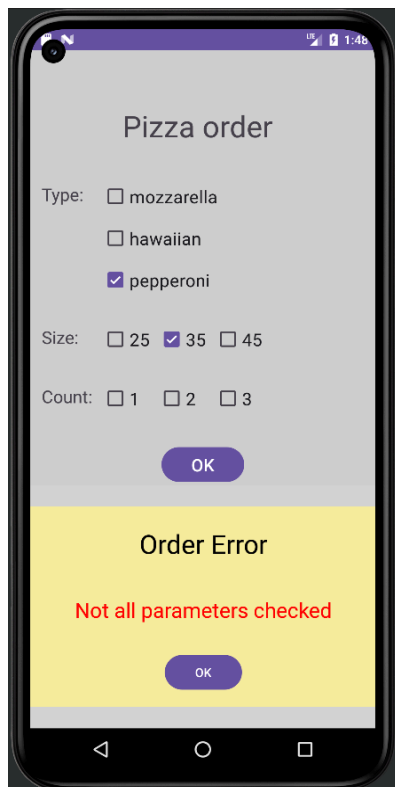 LTE 1:48
Pizza order
Type: mozzarella
hawaiian
pepperoni
Size: 25 35 45
Count: 1 2 3
OK
Order Error
Not all parameters checked
OK